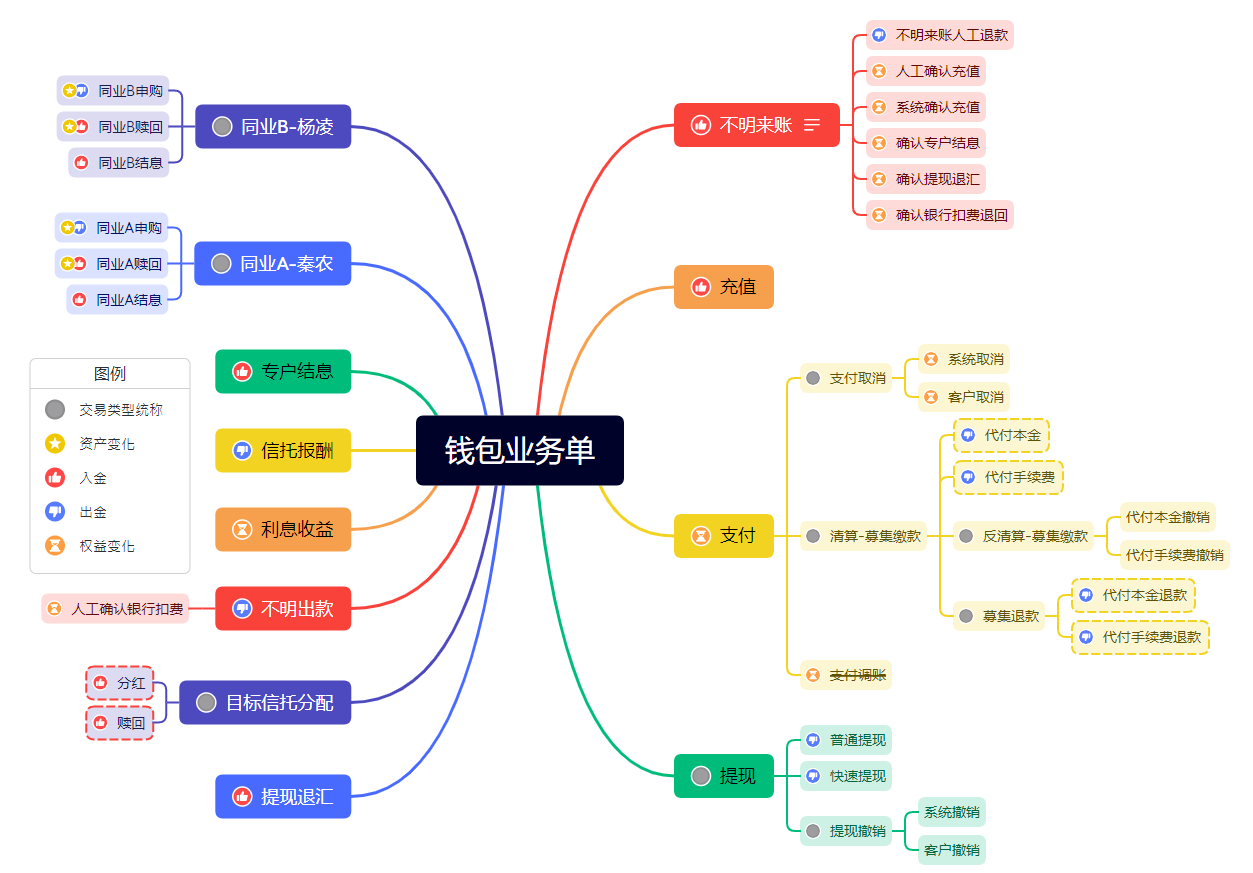 钱包业务单
不明来账
不明来账人工退款
人工确认充值
系统确认充值
确认专户结息
确认提现退汇
确认银行扣费退回
充值
支付
支付取消
系统取消
客户取消
清算-募集缴款
代付本金
代付手续费
反清算-募集缴款
代付本金撤销
代付手续费撤销
募集退款
代付本金退款
代付手续费退款
支付调账
提现
普通提现
快速提现
提现撤销
系统撤销
客户撤销
同业B-杨凌
同业B申购
同业B赎回
同业B结息
同业A-秦农
同业A申购
同业A赎回
同业A结息
专户结息
信托报酬
利息收益
不明出款
人工确认银行扣费
目标信托分配
分红
赎回
提现退汇
图例
交易类型统称
资产变化
入金
出金
权益变化